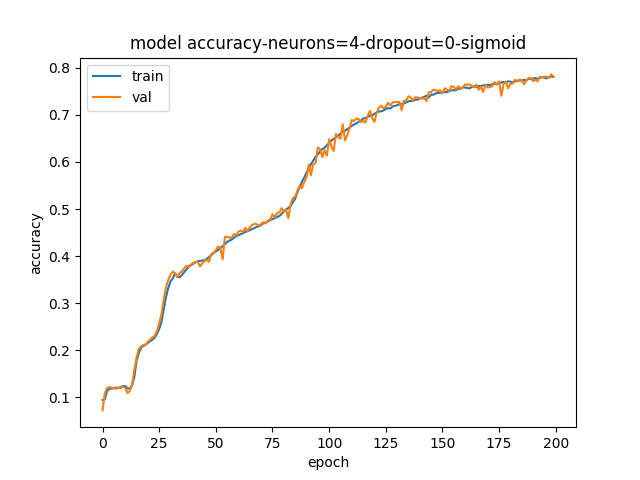 model accuracy-neurons=4-dropout=0-sigmoid
train
val
accuracy
0.8
0.7
0.6
0.5
0.4
0.3
0.2
0.1
0 25 50 75 100 125 150 175 200
epoch